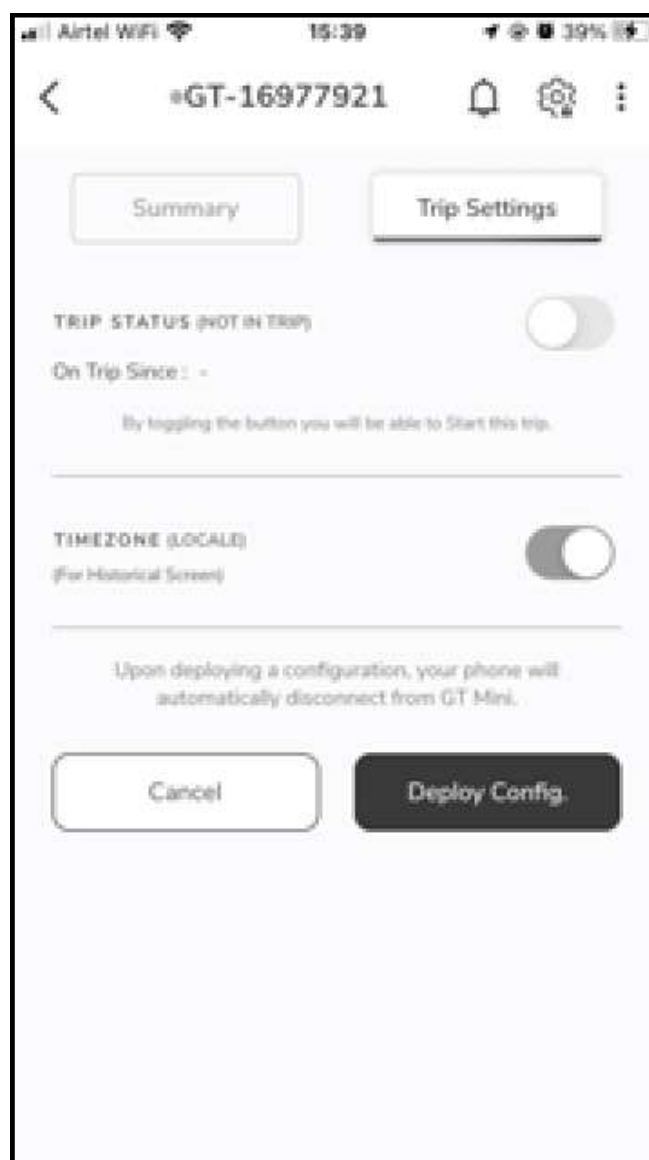 Airtel WiFi 15:39 39%
GT-16977921
Summary Trip Settings
TRIP STATUS (NOT IN TRIP)
On Trip Since : -
By toggling the button you will be able to Start this trip.
TIMEZONE (LOCALE)
(For Historical Screen)
Upon deploying a configuration, your phone will
automatically disconnect from GT Mini.
Cancel Deploy Config.